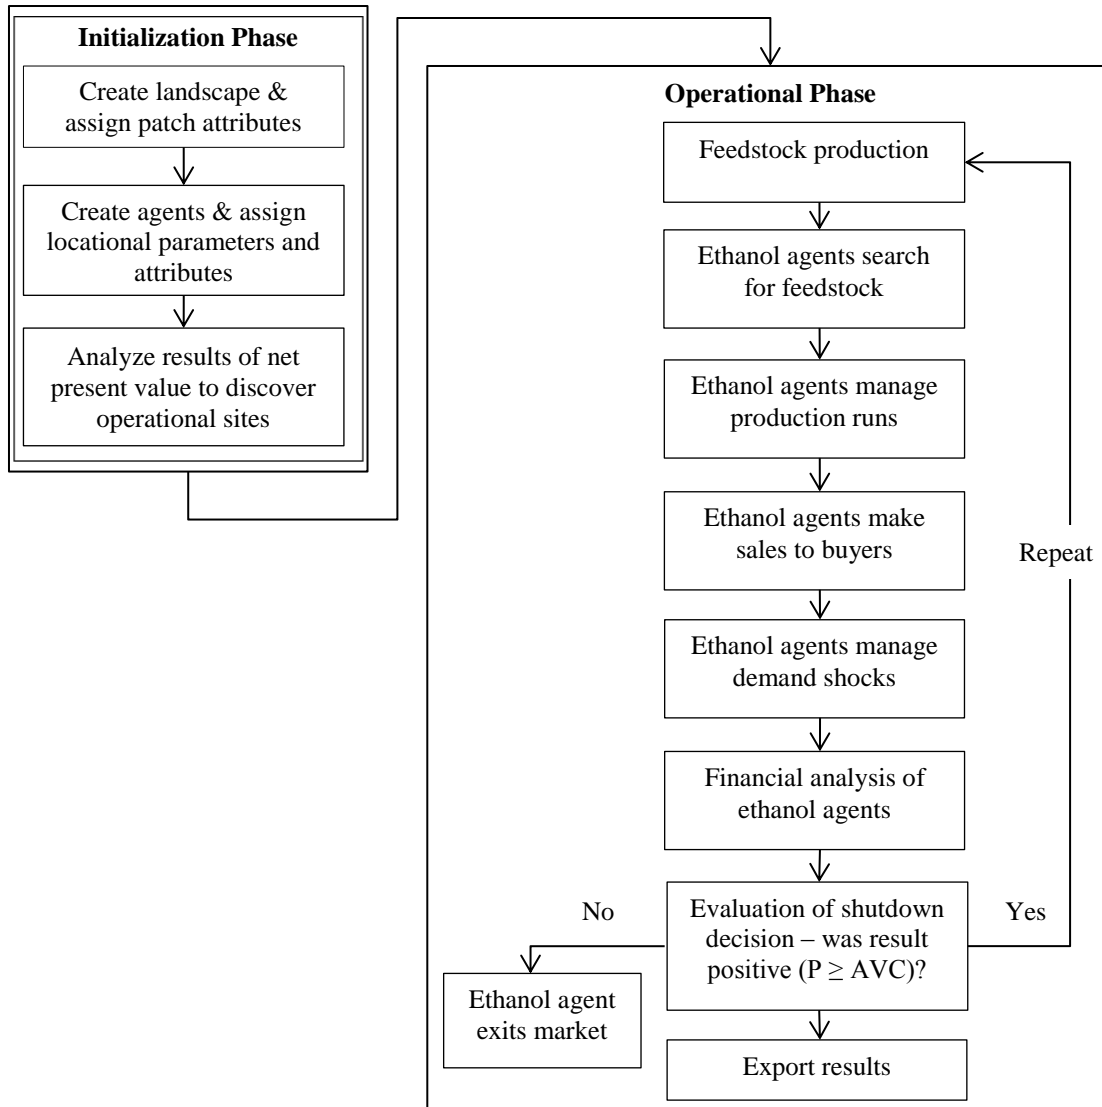 Initialization Phase
Create landscape &
assign patch attributes
Create agents & assign
locational parameters and
attributes
Analyze results of net
present value to discover
operational sites
Operational Phase
Feedstock production
Ethanol agents search
for feedstock
Ethanol agents manage
production runs
Ethanol agents make
sales to buyers
Repeat
Ethanol agents manage
demand shocks
Financial analysis of
ethanol agents
No
Evaluation of shutdown
decision – was result
positive (P ≥ AVC)?
Yes
Ethanol agent
exits market
Export results